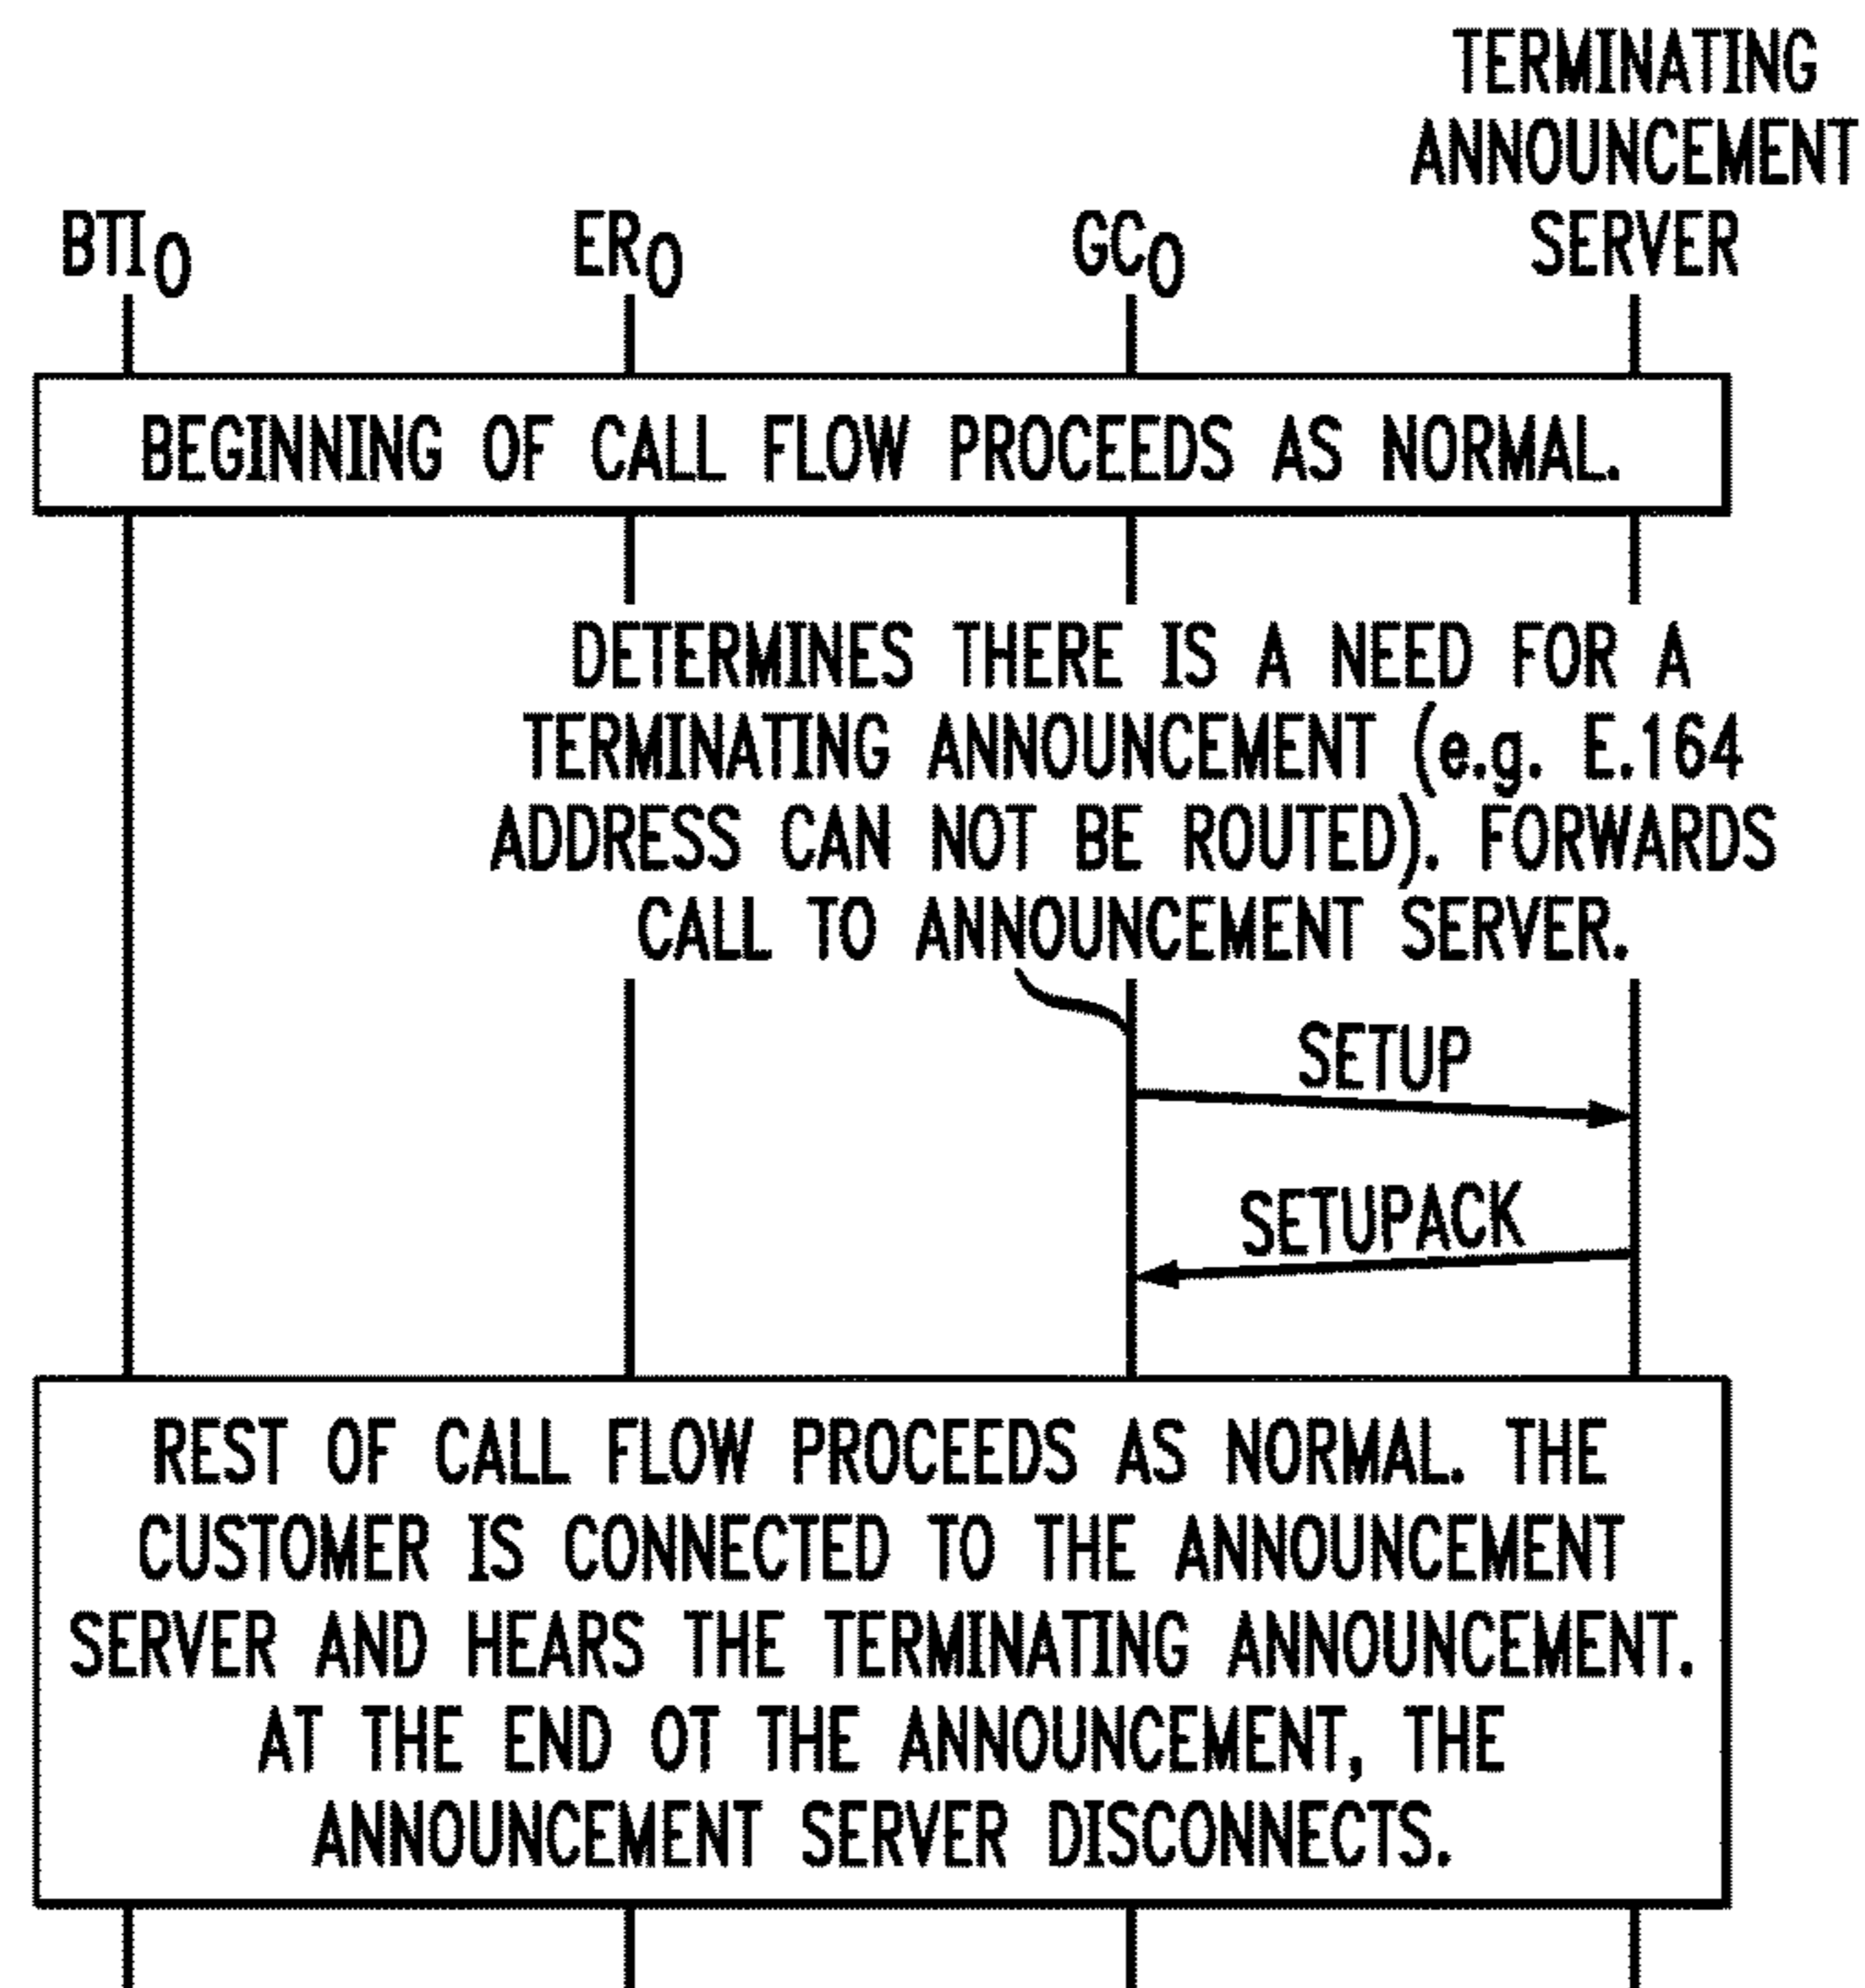 TERMINATING
ANNOUNCEMENT
SERVER
BTIO
ERO
GCO
BEGINNING OF CALL FLOW PROCEEDS AS NORMAL.
DETERMINES THERE IS A NEED FOR A
TERMINATING ANNOUNCEMENT (e.g. E.164
ADDRESS CAN NOT BE ROUTED). FORWARDS
CALL TO ANNOUNCEMENT SERVER.
SETUP
SETUPACK
REST OF CALL FLOW PROCEEDS AS NORMAL. THE
CUSTOMER IS CONNECTED TO THE ANNOUNCEMENT
SERVER AND HEARS THE TERMINATING ANNOUNCEMENT.
AT THE END OT THE ANNOUNCEMENT, THE
ANNOUNCEMENT SERVER DISCONNECTS.